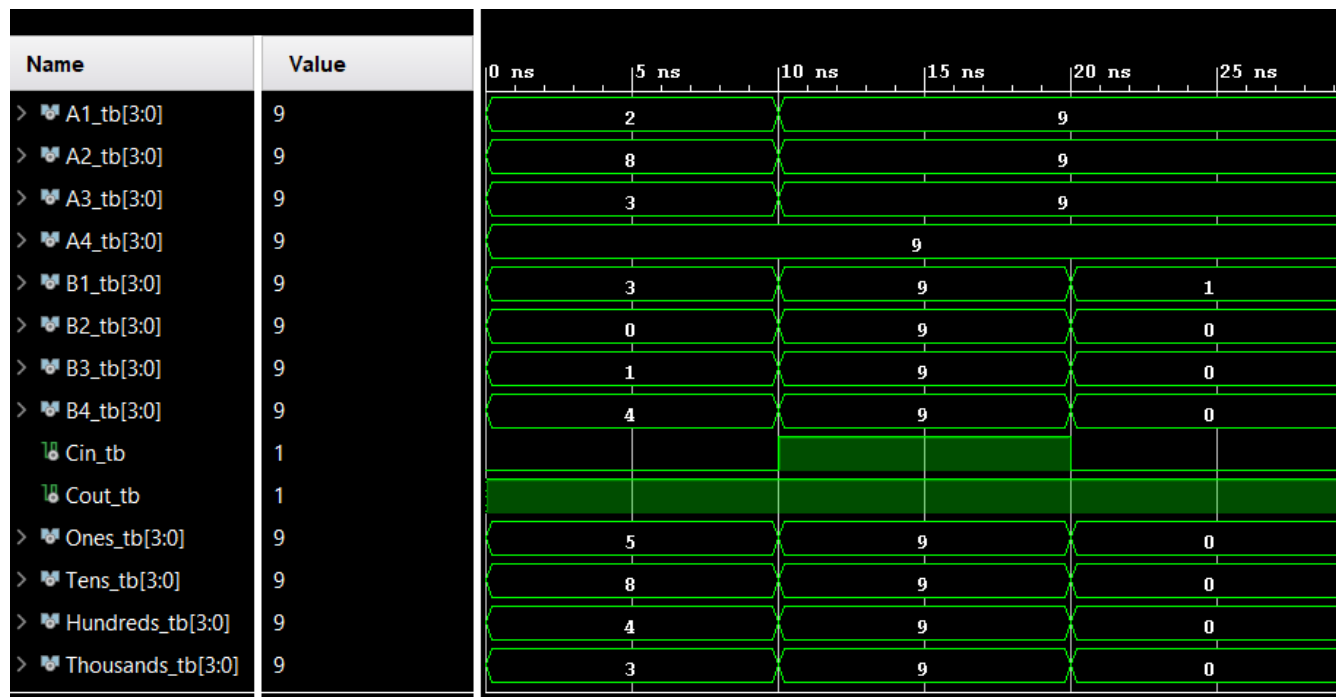 Name Value 0 ns 5 ns 10 ns 15 ns 20 ns 25 ns
A1_tb[3:0] 9 2 9
A2_tb[3:0] 9 8 9
A3_tb[3:0] 9 3 9
A4_tb[3:0] 9 9
B1_tb[3:0] 9 3 9 1
B2_tb[3:0] 9 0 9 0
B3_tb[3:0] 9 1 9 0
B4_tb[3:0] 9 4 9 0
Cin_tb 1
Cout_tb 1
Ones_tb[3:0] 9 5 9 0
Tens_tb[3:0] 9 8 9 0
Hundreds_tb[3:0] 9 4 9 0
Thousands_tb[3:0] 9 3 9 0